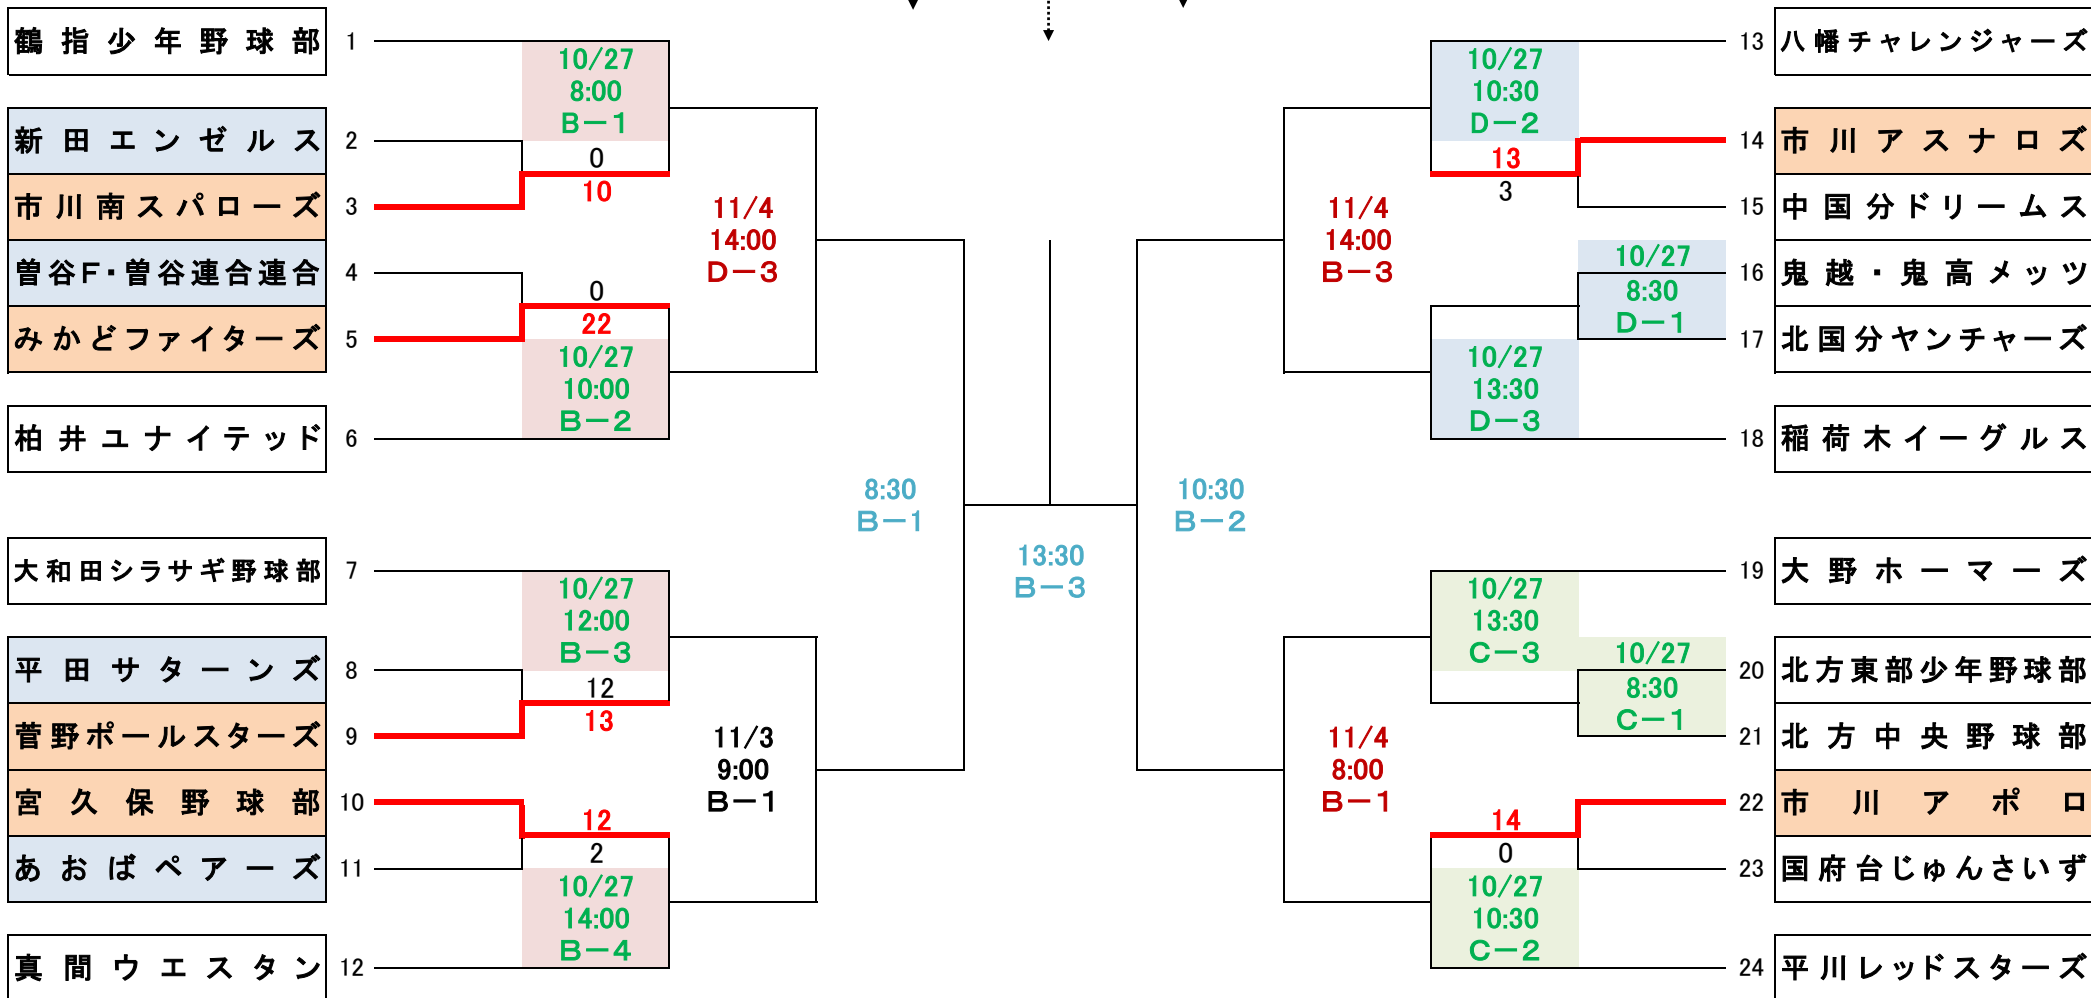 鶴指少年野球部 1
10/27
8:00
B－1
新田エンゼルス 2
0
10
市川南スパローズ 3
11/4
14:00
D－3
曽谷F・曽谷連合連合 4
0
22
みかどファイターズ 5
10/27
10:00
B－2
柏井ユナイテッド 6
8:30
B－1
大和田シラサギ野球部 7
10/27
12:00
B－3
平田サターンズ 8
12
13
菅野ポールスターズ 9
11/3
9:00
B－1
宮久保野球部 10
12
2
あおばペアーズ 11
10/27
14:00
B－4
真間ウエスタン 12
13:30
B－3
10:30
B－2
13 八幡チャレンジャーズ
10/27
10:30
D－2
14 市川アスナロズ
13
3
15 中国分ドリームス
11/4
14:00
B－3
10/27
8:30
D－1
16 鬼越・鬼高メッツ
17 北国分ヤンチャーズ
10/27
13:30
D－3
18 稲荷木イーグルス
19 大野ホーマーズ
10/27
13:30
C－3
10/27
8:30
C－1
20 北方東部少年野球部
21 北方中央野球部
11/4
8:00
B－1
22 市川アポロ
14
0
23 国府台じゅんさいず
10/27
10:30
C－2
24 平川レッドスターズ